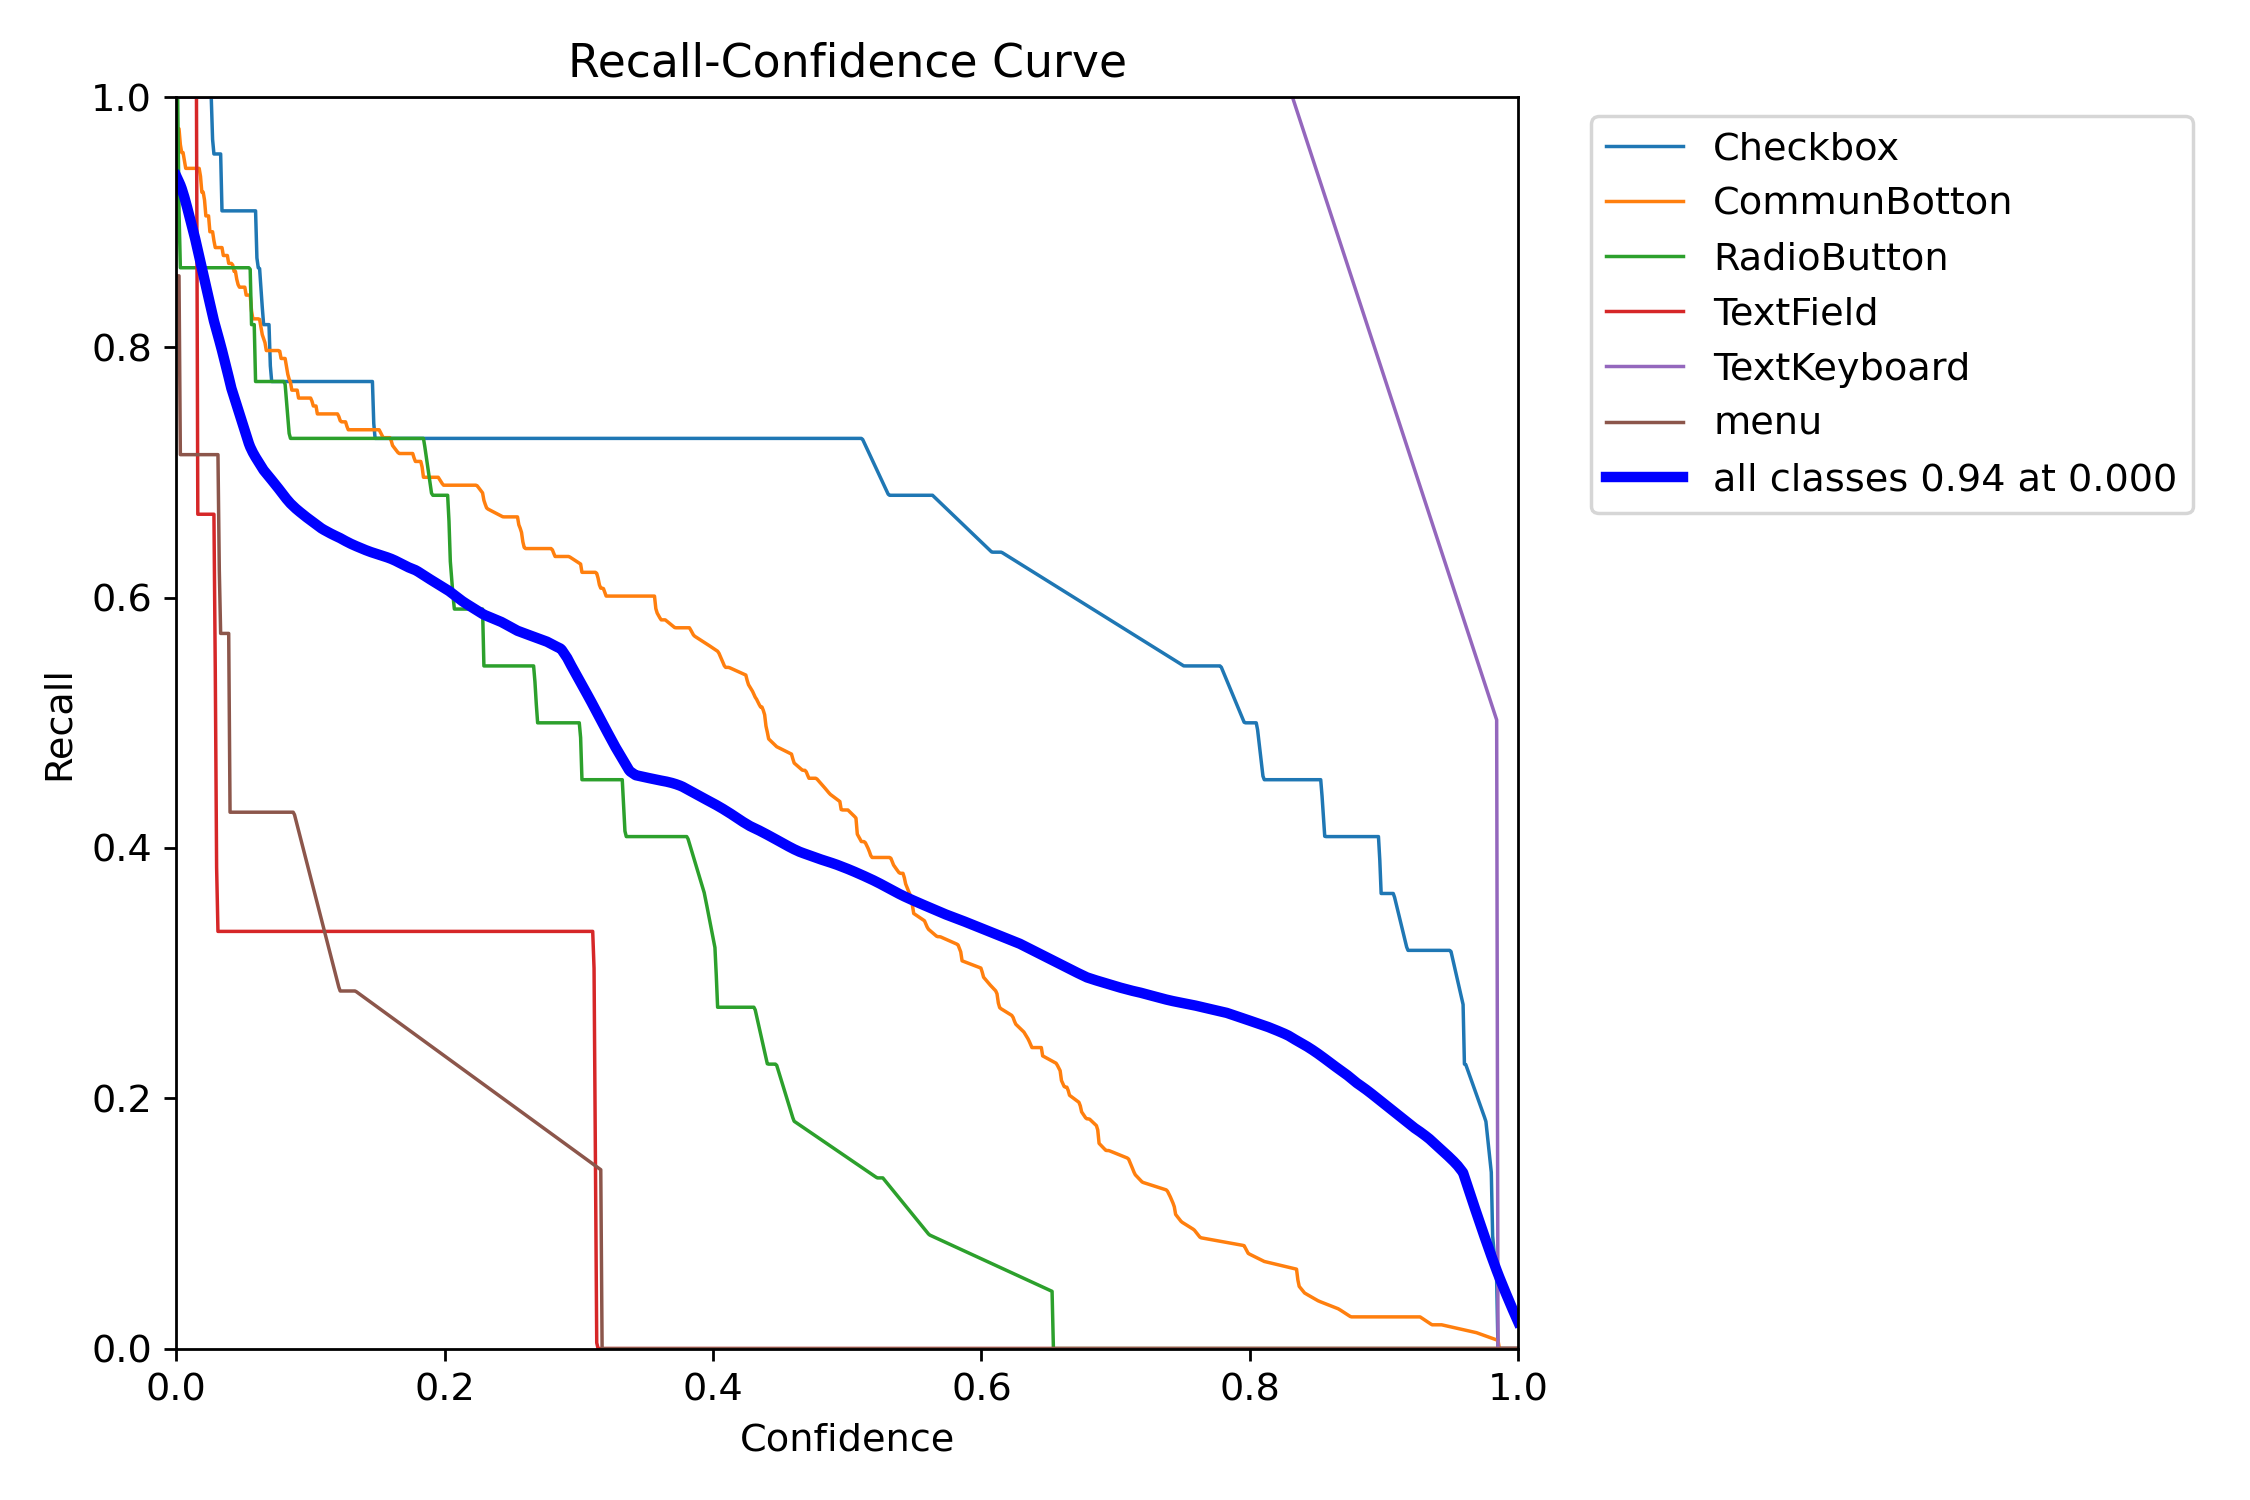 Recall-Confidence Curve
1.0
0.8
0.6
0.4
0.2
0.0
Recall
0.0 0.2 0.4 0.6 0.8 1.0
Confidence
Checkbox
CommunBotton
RadioButton
TextField
TextKeyboard
menu
all classes 0.94 at 0.000